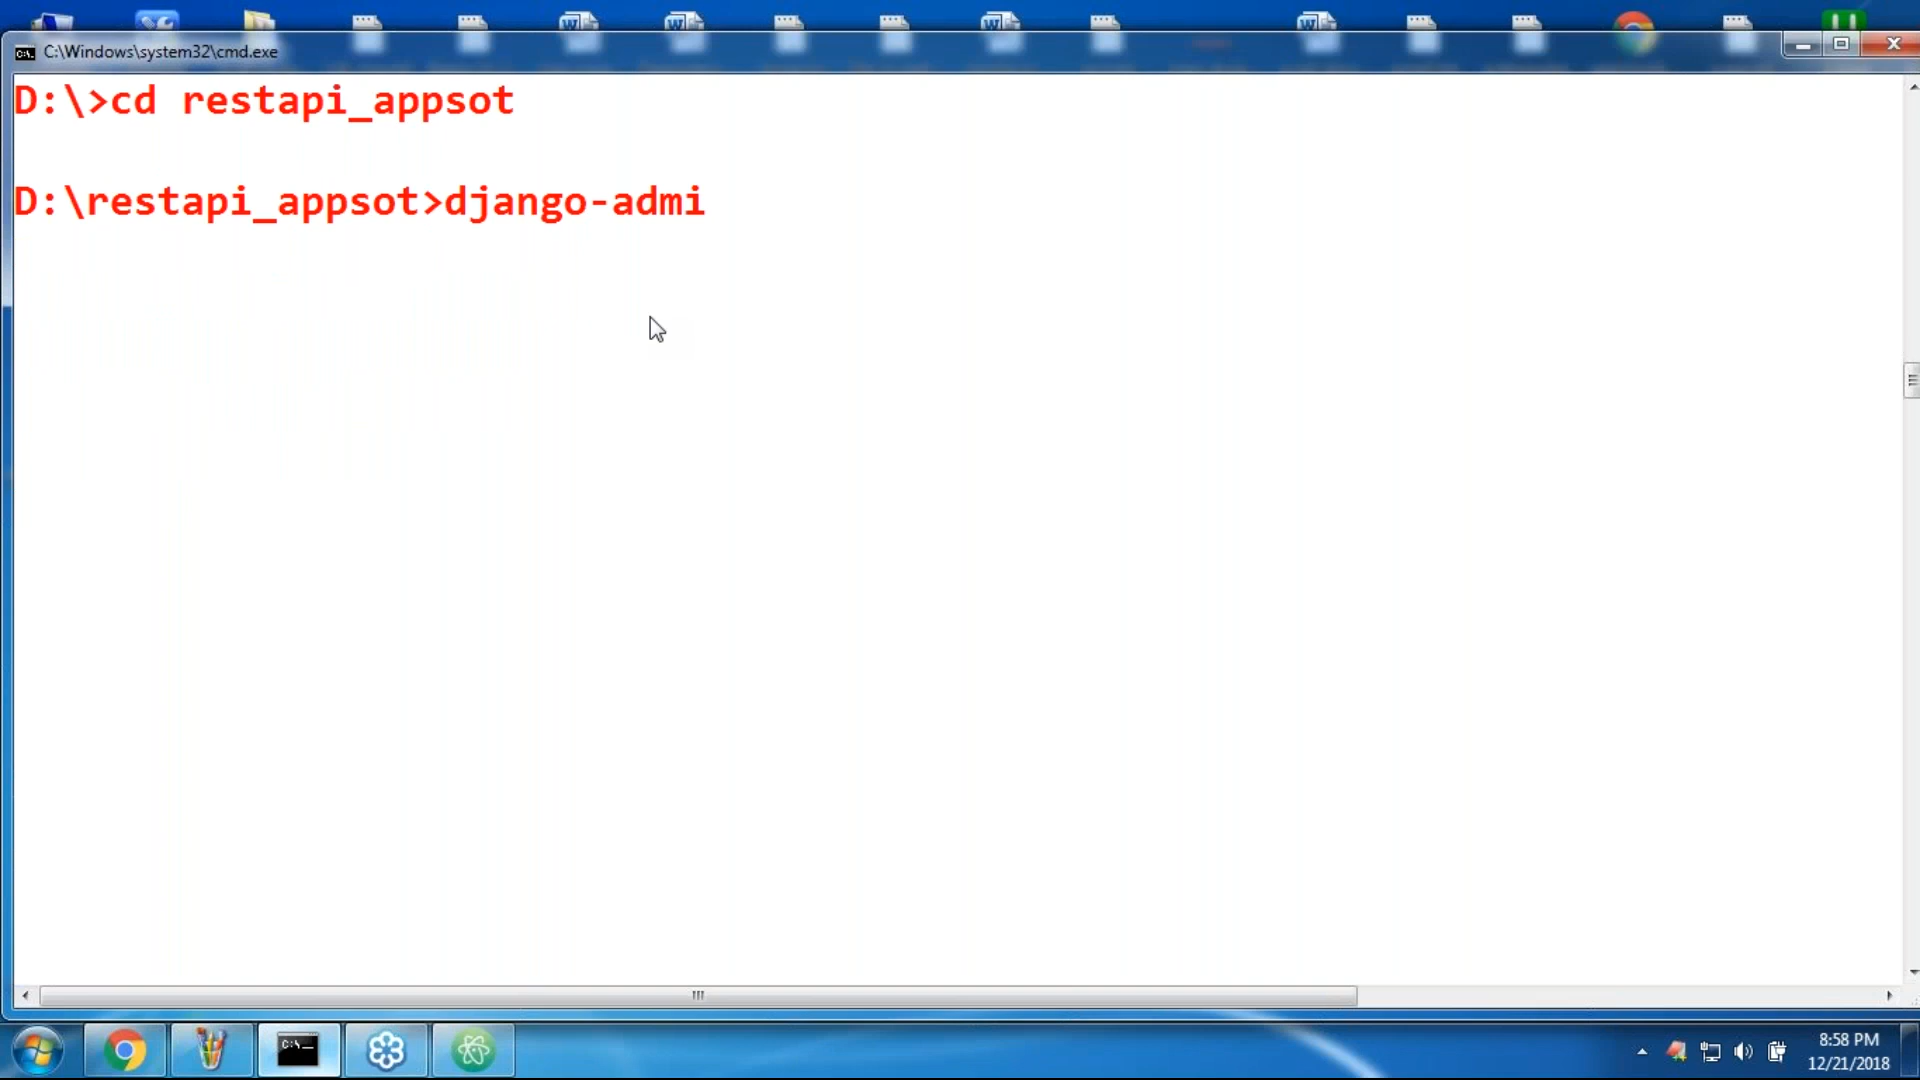 C:\Windows\system32\cmd.exe
D:\>cd restapi_appsot
D:\restapi_appsot>django-admi
8:58 PM
12/21/2018